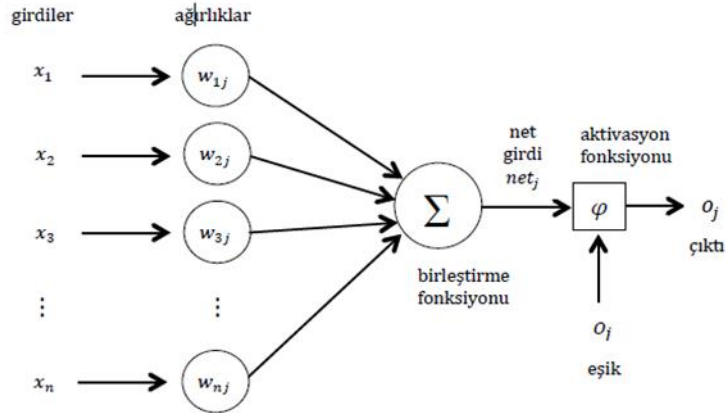 girdiler
ağırlıklar
x₁
w₁ⱼ
x₂
w₂ⱼ
x₃
w₃ⱼ
⋮
⋮
xₙ
wₙⱼ
Σ
birleştirme
fonksiyonu
net
girdi
netⱼ
aktivasyon
fonksiyonu
φ
oⱼ
çıktı
oⱼ
eşik